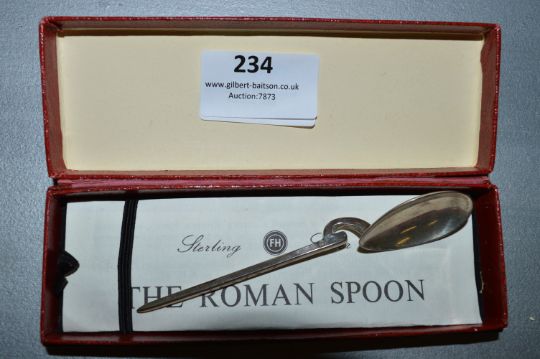 234
www.gilbert-baitson.co.uk
Auction:7873
Sterling FH
THE ROMAN SPOON